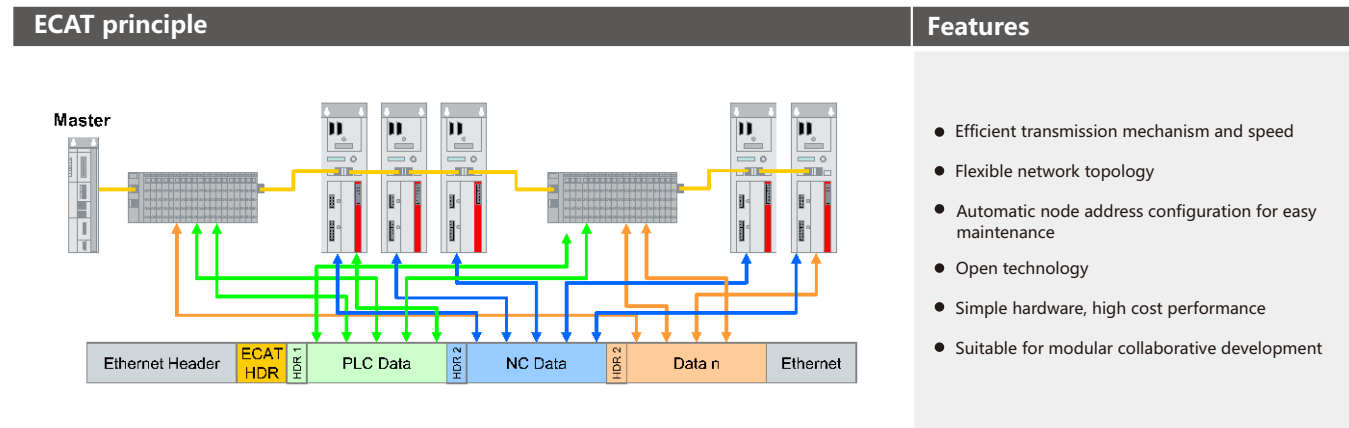 ECAT principle
Features
Master
Efficient transmission mechanism and speed
Flexible network topology
Automatic node address configuration for easy
maintenance
Open technology
Simple hardware, high cost performance
Suitable for modular collaborative development
Ethernet Header
ECAT
HDR
HDR 1
PLC Data
HDR 2
NC Data
HDR 2
Data n
Ethernet